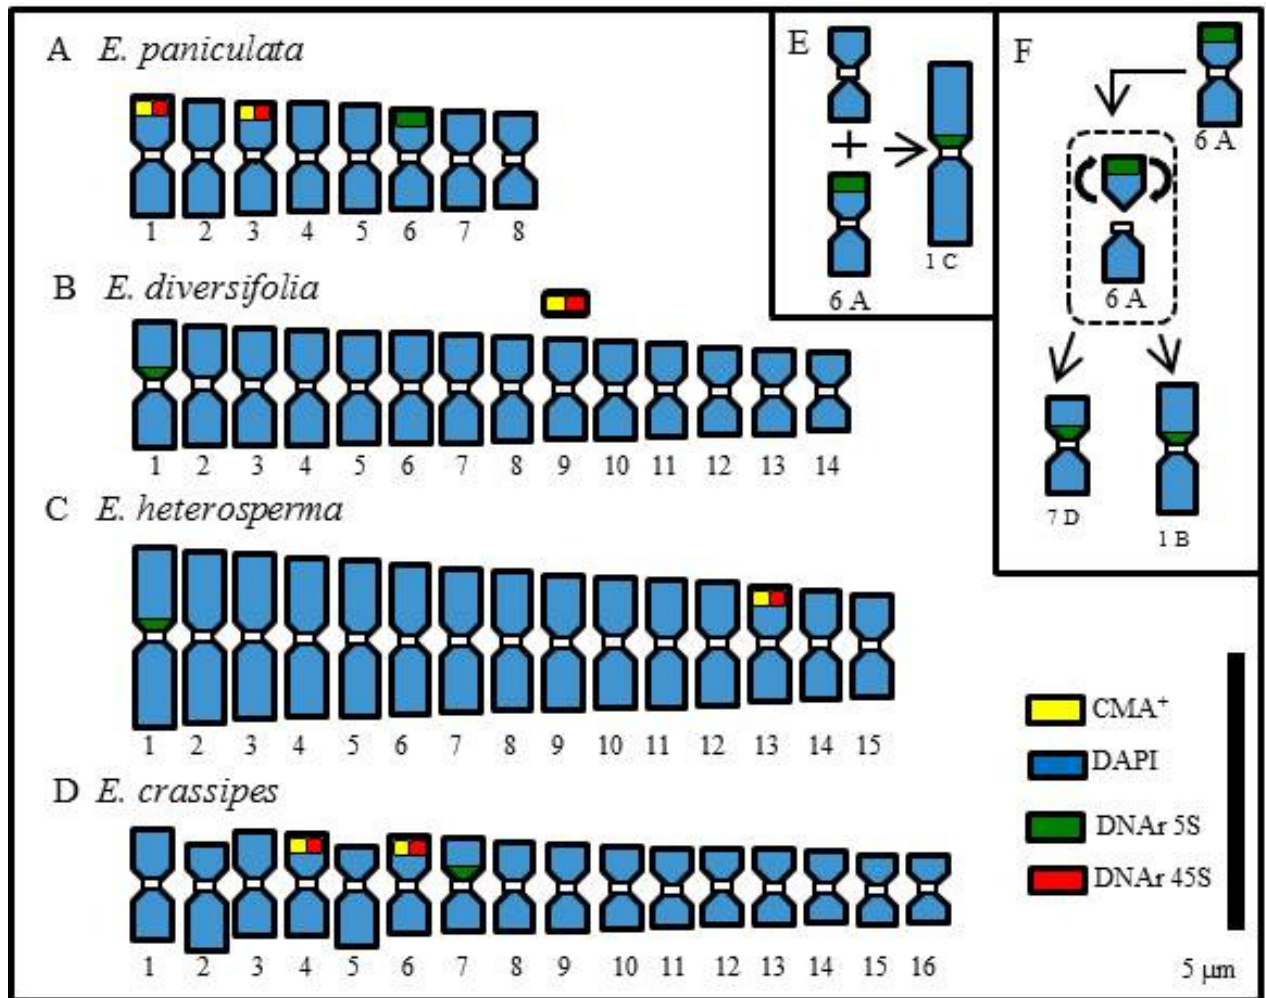 A E. paniculata
1 2 3 4 5 6 7 8
B E. diversifolia
1 2 3 4 5 6 7 8 9 10 11 12 13 14
C E. heterosperma
1 2 3 4 5 6 7 8 9 10 11 12 13 14 15
D E. crassipes
1 2 3 4 5 6 7 8 9 10 11 12 13 14 15 16
E
+
6 A
1 C
F
6 A
6 A
7 D
1 B
CMA⁺
DAPI
DNAr 5S
DNAr 45S
5 µm